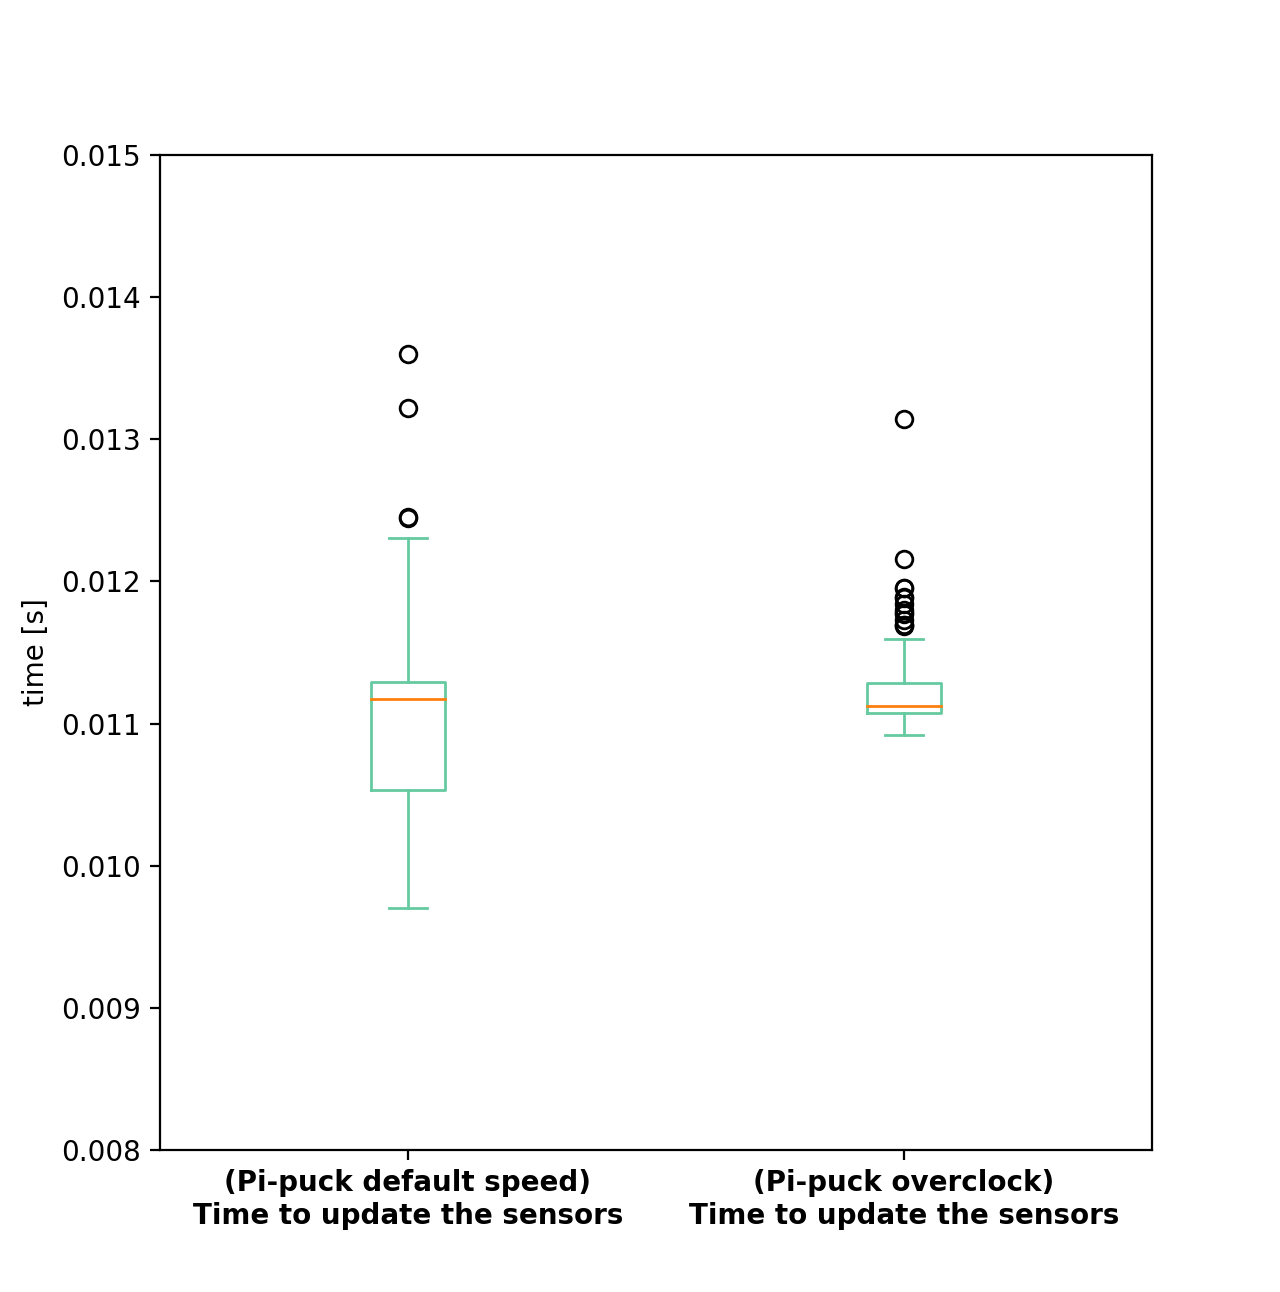 0.015
0.014
0.013
0.012
0.011
0.010
0.009
0.008
time [s]
(Pi-puck default speed)
Time to update the sensors
(Pi-puck overclock)
Time to update the sensors